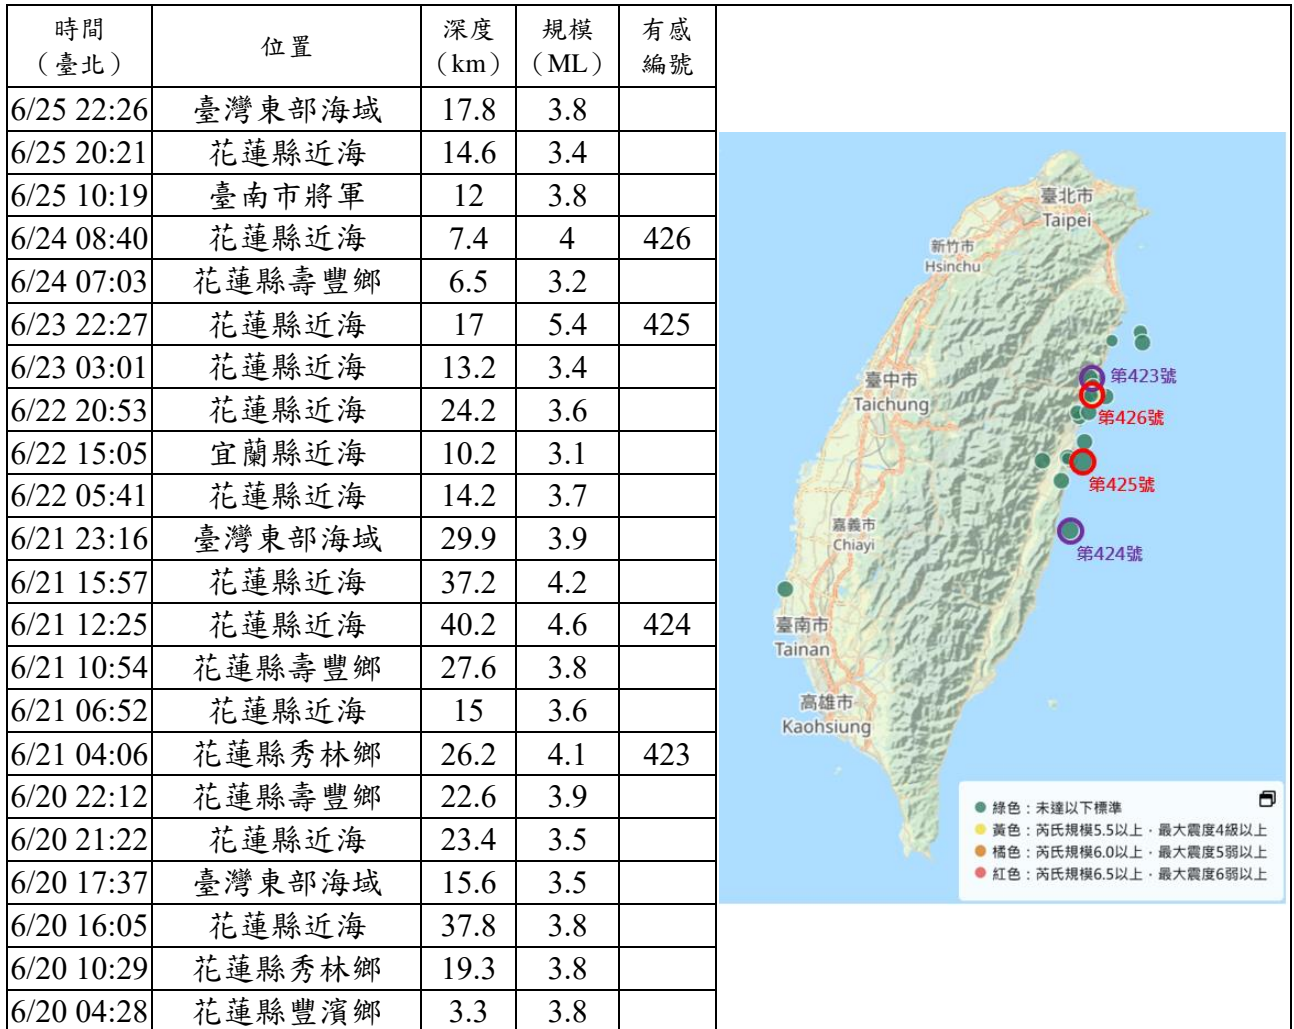 時間 位置 深度 規模 有感
（臺北） （km） （ML） 編號
6/25 22:26 臺灣東部海域 17.8 3.8
6/25 20:21 花蓮縣近海 14.6 3.4
6/25 10:19 臺南市將軍 12 3.8
6/24 08:40 花蓮縣近海 7.4 4 426
6/24 07:03 花蓮縣壽豐鄉 6.5 3.2
6/23 22:27 花蓮縣近海 17 5.4 425
6/23 03:01 花蓮縣近海 13.2 3.4
6/22 20:53 花蓮縣近海 24.2 3.6
6/22 15:05 宜蘭縣近海 10.2 3.1
6/22 05:41 花蓮縣近海 14.2 3.7
6/21 23:16 臺灣東部海域 29.9 3.9
6/21 15:57 花蓮縣近海 37.2 4.2
6/21 12:25 花蓮縣近海 40.2 4.6 424
6/21 10:54 花蓮縣壽豐鄉 27.6 3.8
6/21 06:52 花蓮縣近海 15 3.6
6/21 04:06 花蓮縣秀林鄉 26.2 4.1 423
6/20 22:12 花蓮縣壽豐鄉 22.6 3.9
6/20 21:22 花蓮縣近海 23.4 3.5
6/20 17:37 臺灣東部海域 15.6 3.5
6/20 16:05 花蓮縣近海 37.8 3.8
6/20 10:29 花蓮縣秀林鄉 19.3 3.8
6/20 04:28 花蓮縣豐濱鄉 3.3 3.8
臺北市
Taipei
新竹市
Hsinchu
臺中市
Taichung
第423號
第426號
第425號
嘉義市
Chiayi
第424號
臺南市
Tainan
高雄市
Kaohsiung
綠色：未達以下標準
黃色：芮氏規模5.5以上，最大震度4級以上
橘色：芮氏規模6.0以上，最大震度5弱以上
紅色：芮氏規模6.5以上，最大震度6弱以上